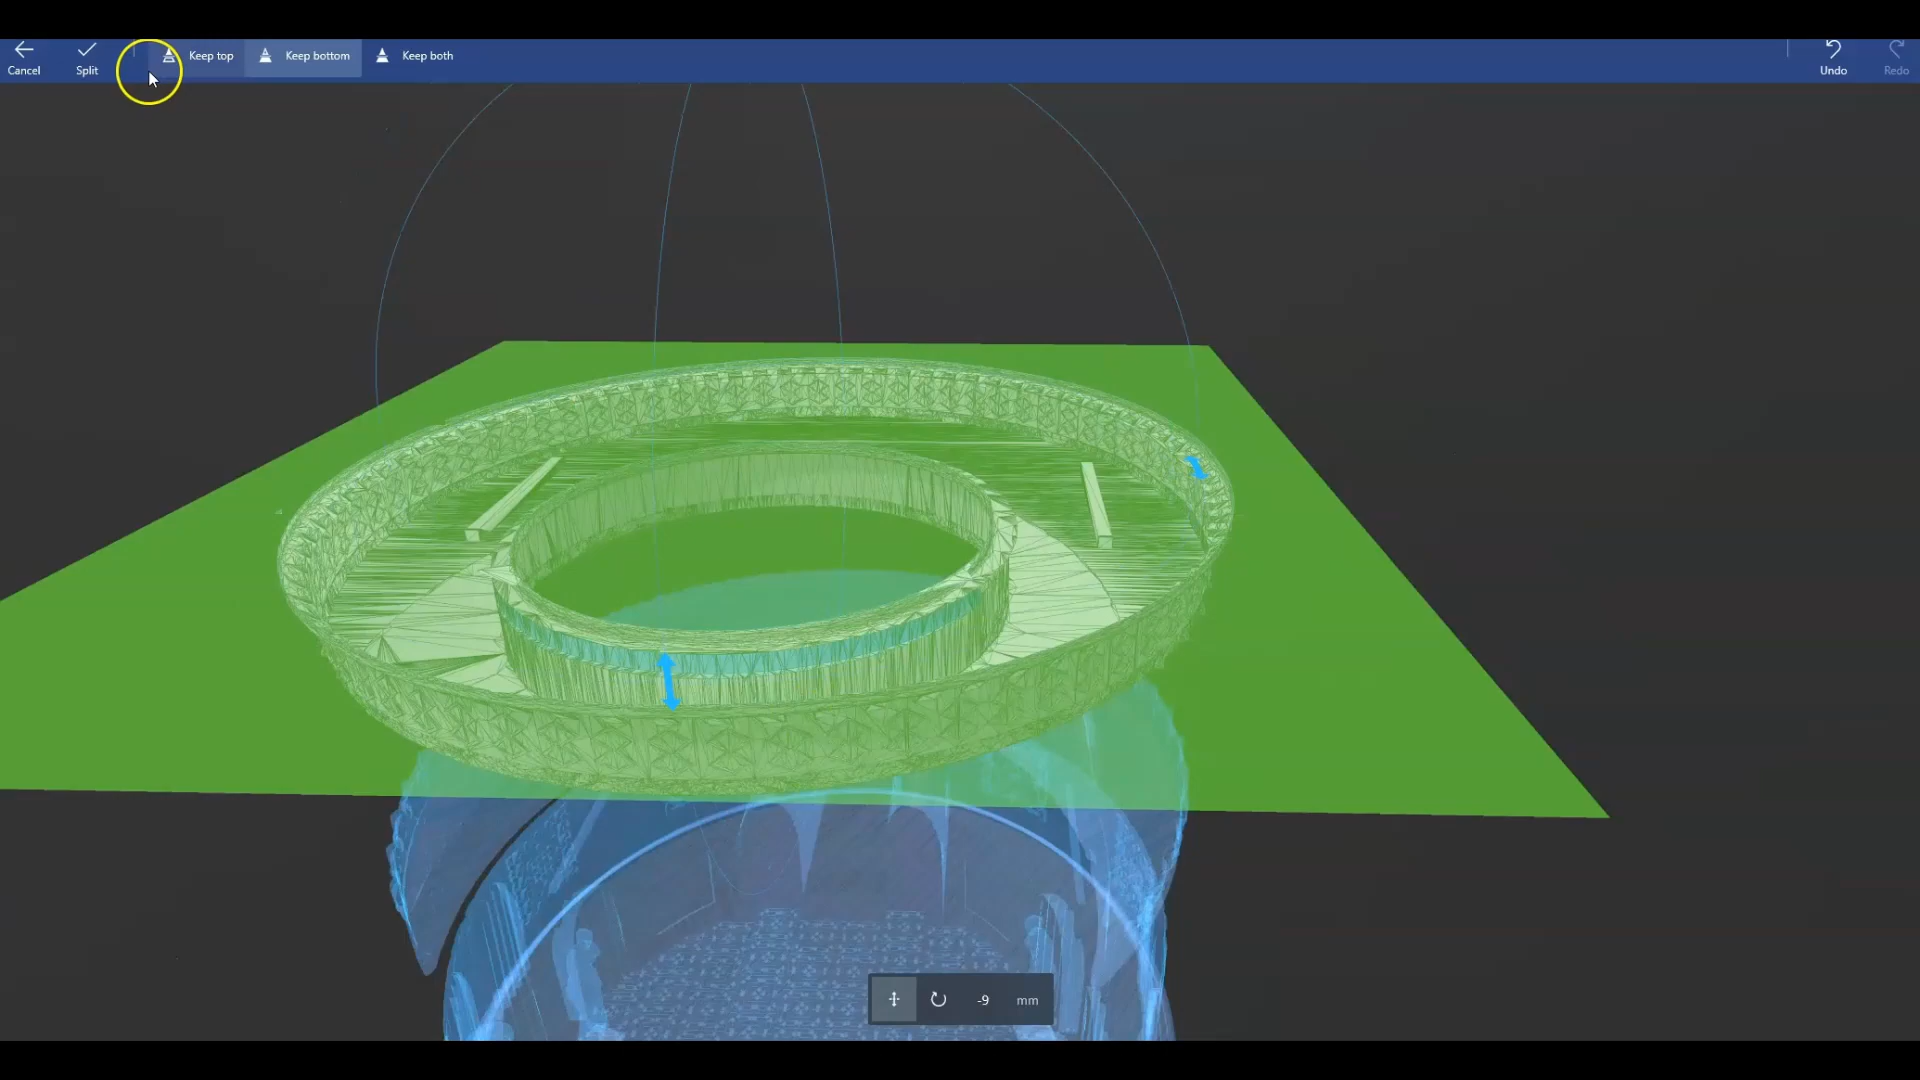 Cancel
Split
Keep top
Keep bottom
Keep both
Undo
Redo
-9 mm